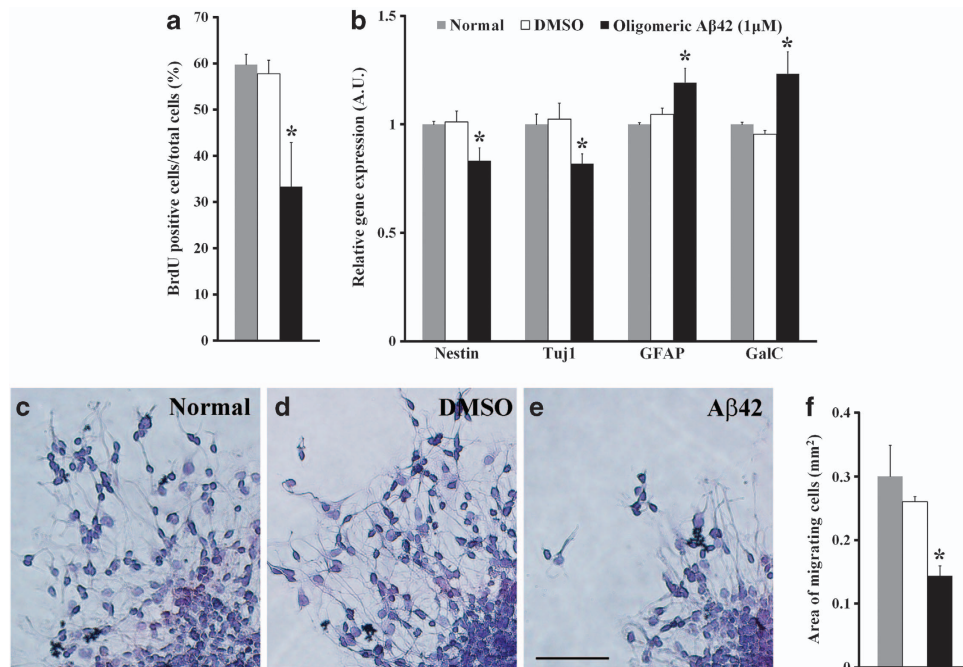 a
BrdU positive cells/total cells (%)
70
60
50
40
30
20
10
0
*
b
Normal DMSO Oligomeric Aβ42 (1μM)
Relative gene expression (A.U.)
1.5
1
0.5
0
* * * *
Nestin Tuj1 GFAP GalC
c Normal
d DMSO
e Aβ42
f
Area of migrating cells (mm²)
0.4
0.3
0.2
0.1
0
*